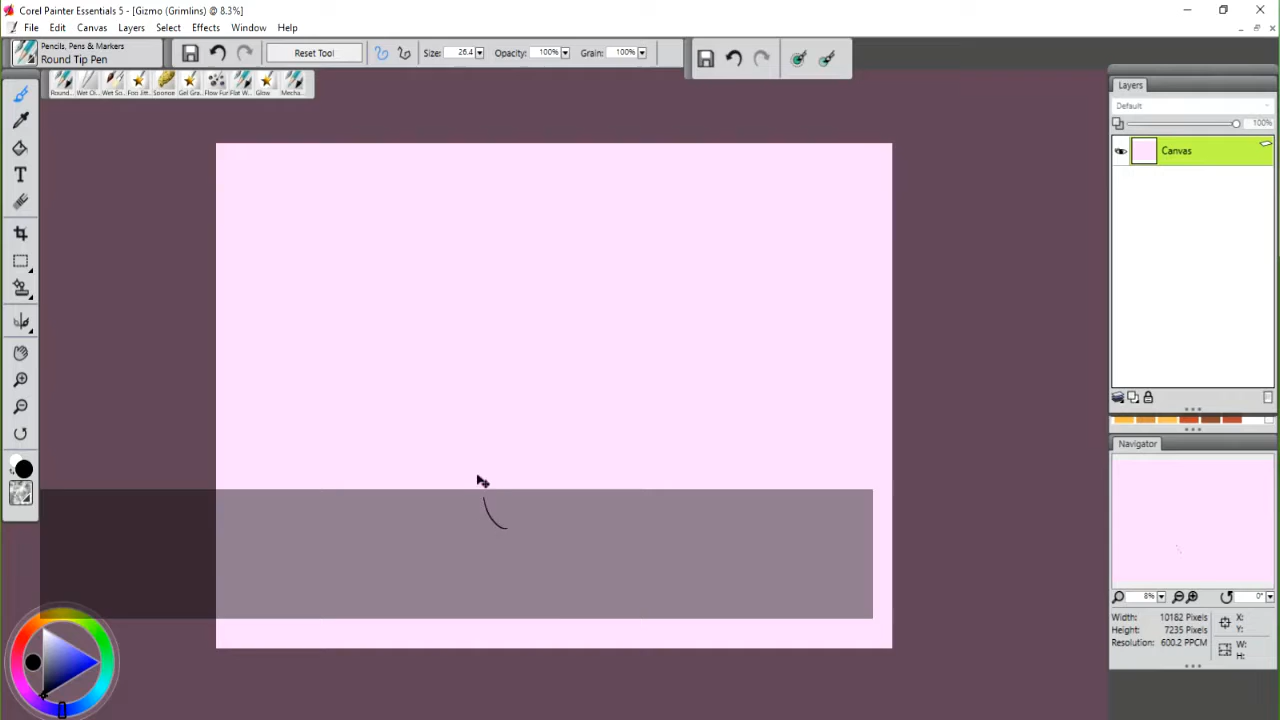 Corel Painter Essentials 5 - [Gizmo (Grimlins) @ 8.3%]
File Edit Canvas Layers Select Effects Window Help
Pencils, Pens & Markers
Round Tip Pen
Reset Tool
Size: 26.4 Opacity: 100% Grain: 100%
Round... Wet Oi... Wet So... Foo Jitt... Sponge Gel Gra... Flow Fur Flat W... Glow Mecha...
Layers
Default
100%
Canvas
T
Navigator
8% 0°
Width: 10182 Pixels X:
Height: 7235 Pixels Y:
Resolution: 600.2 PPCM W:
H: